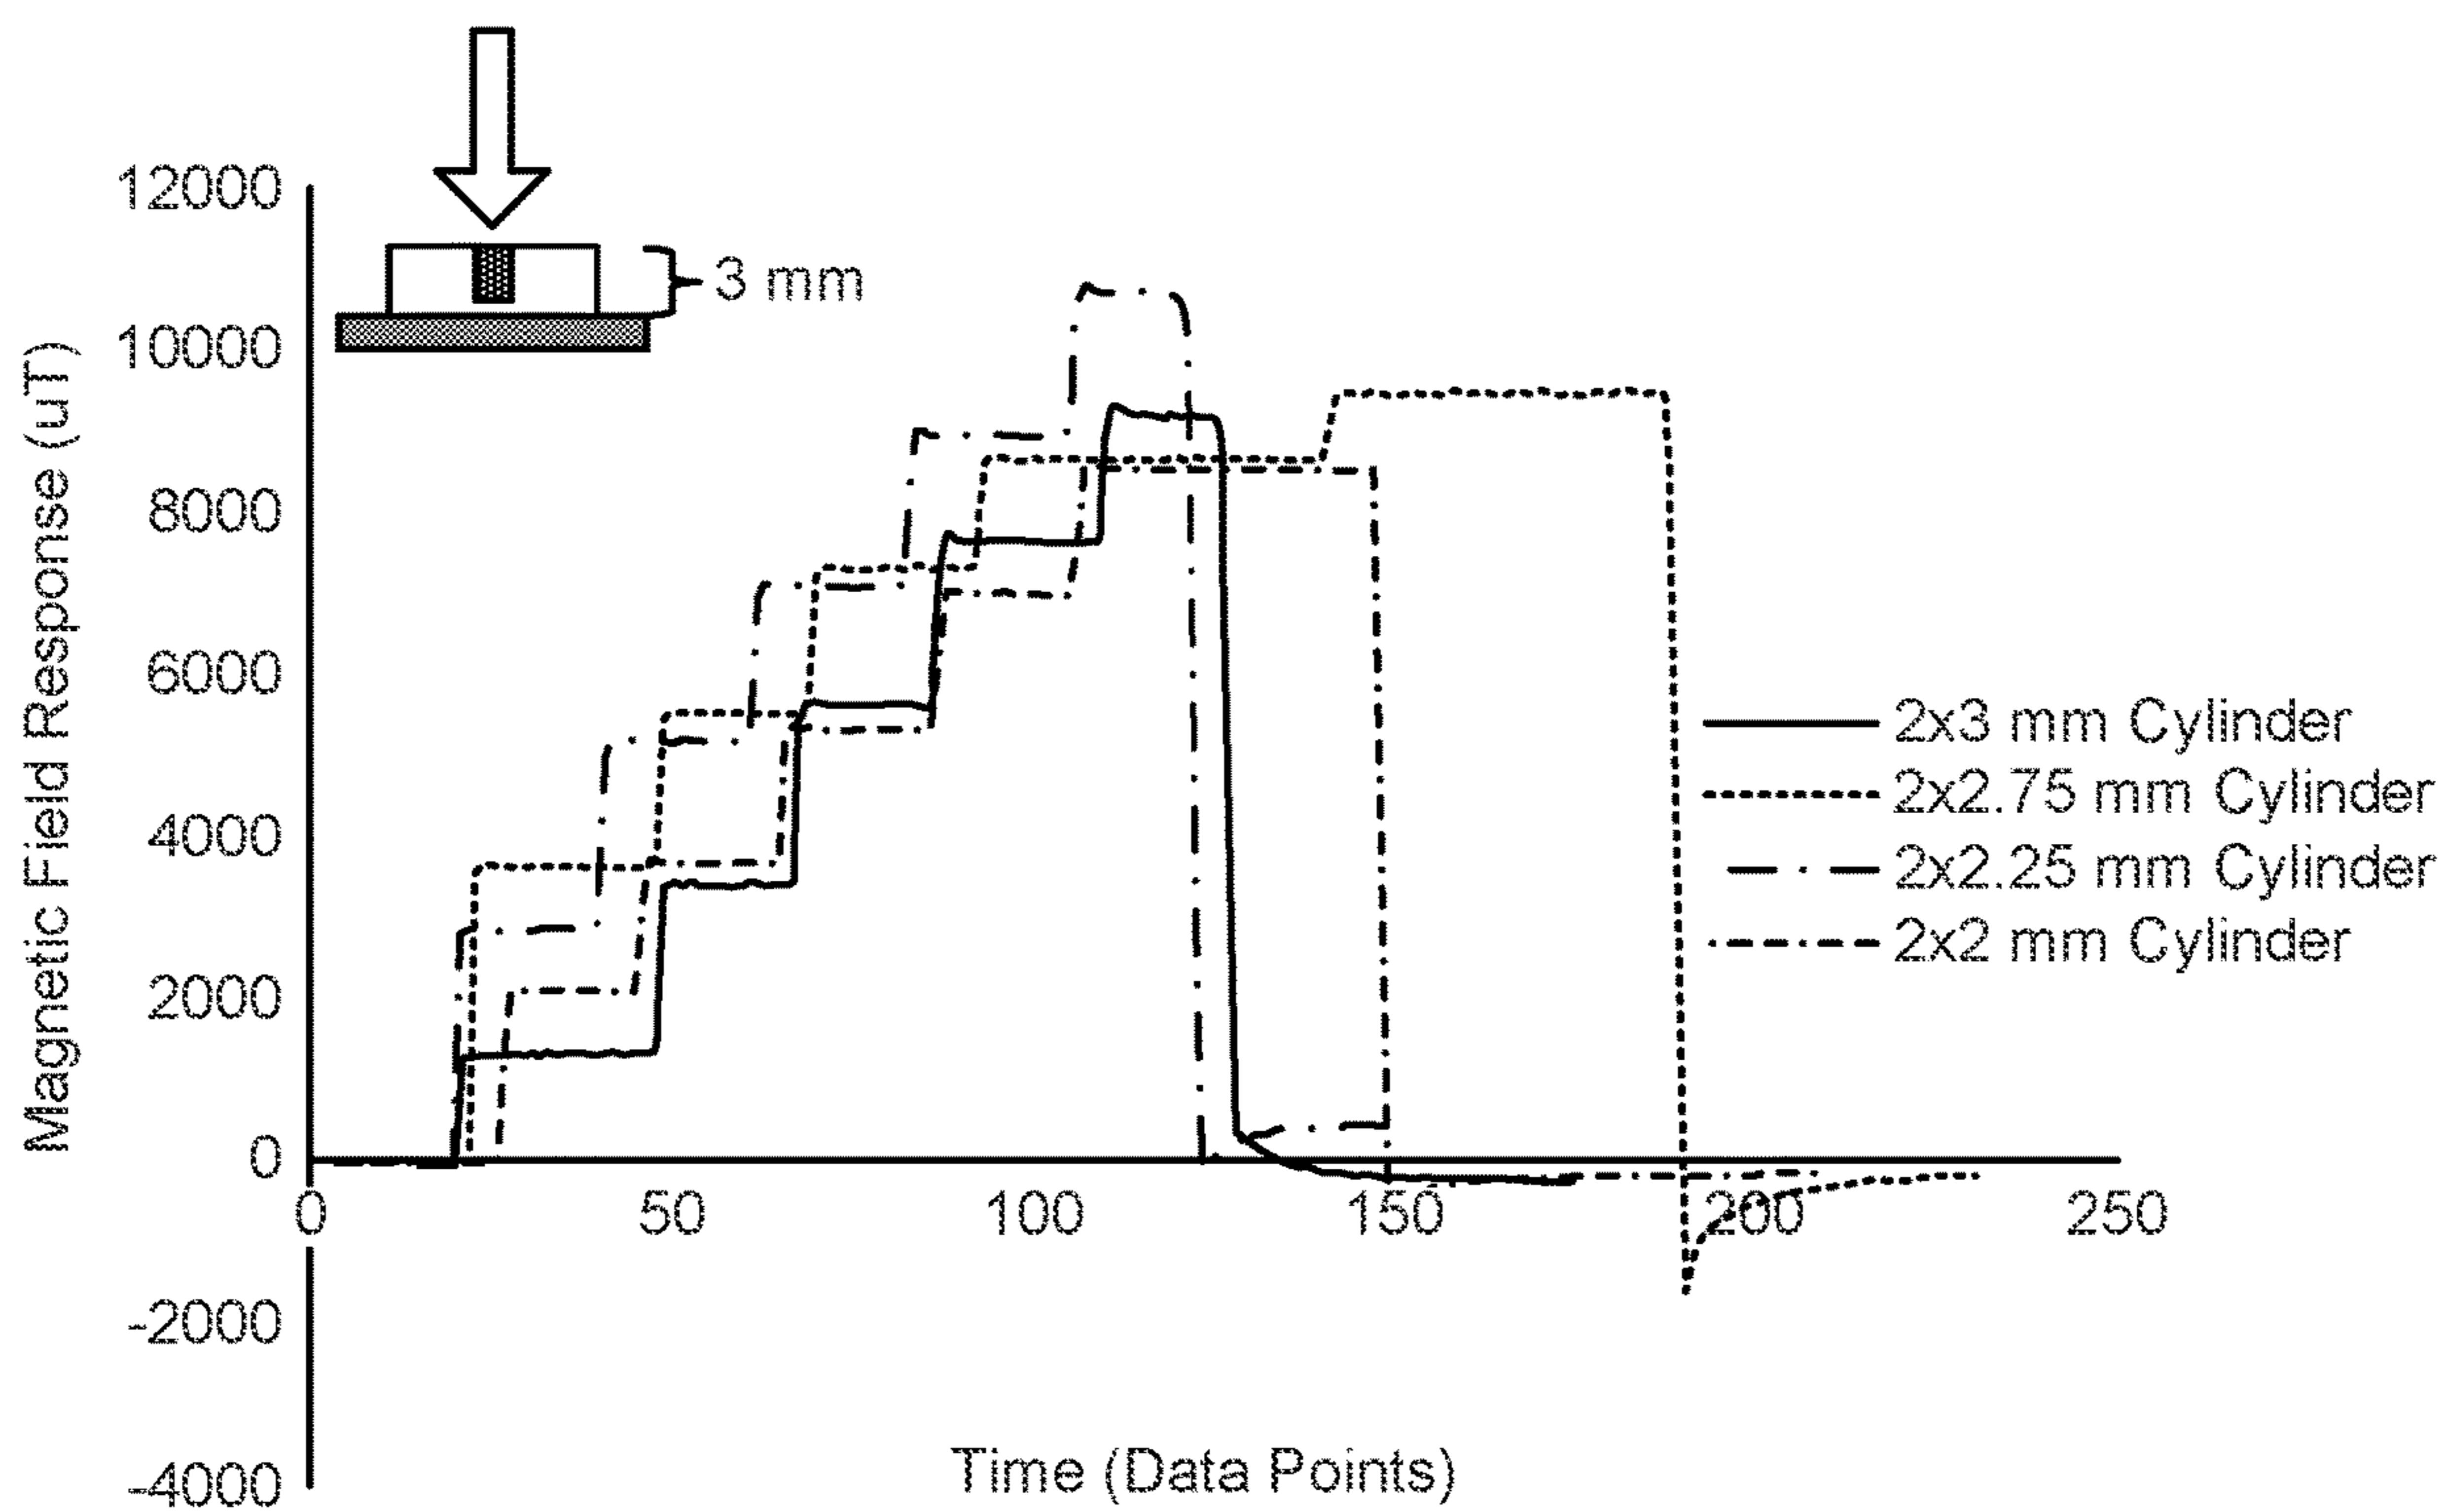 3 mm
Magnetic Field Response (uT)
12000
10000
8000
6000
4000
2000
0
-2000
-4000
0
50
100
150
200
250
Time (Data Points)
2x3 mm Cylinder
2x2.75 mm Cylinder
2x2.25 mm Cylinder
2x2 mm Cylinder